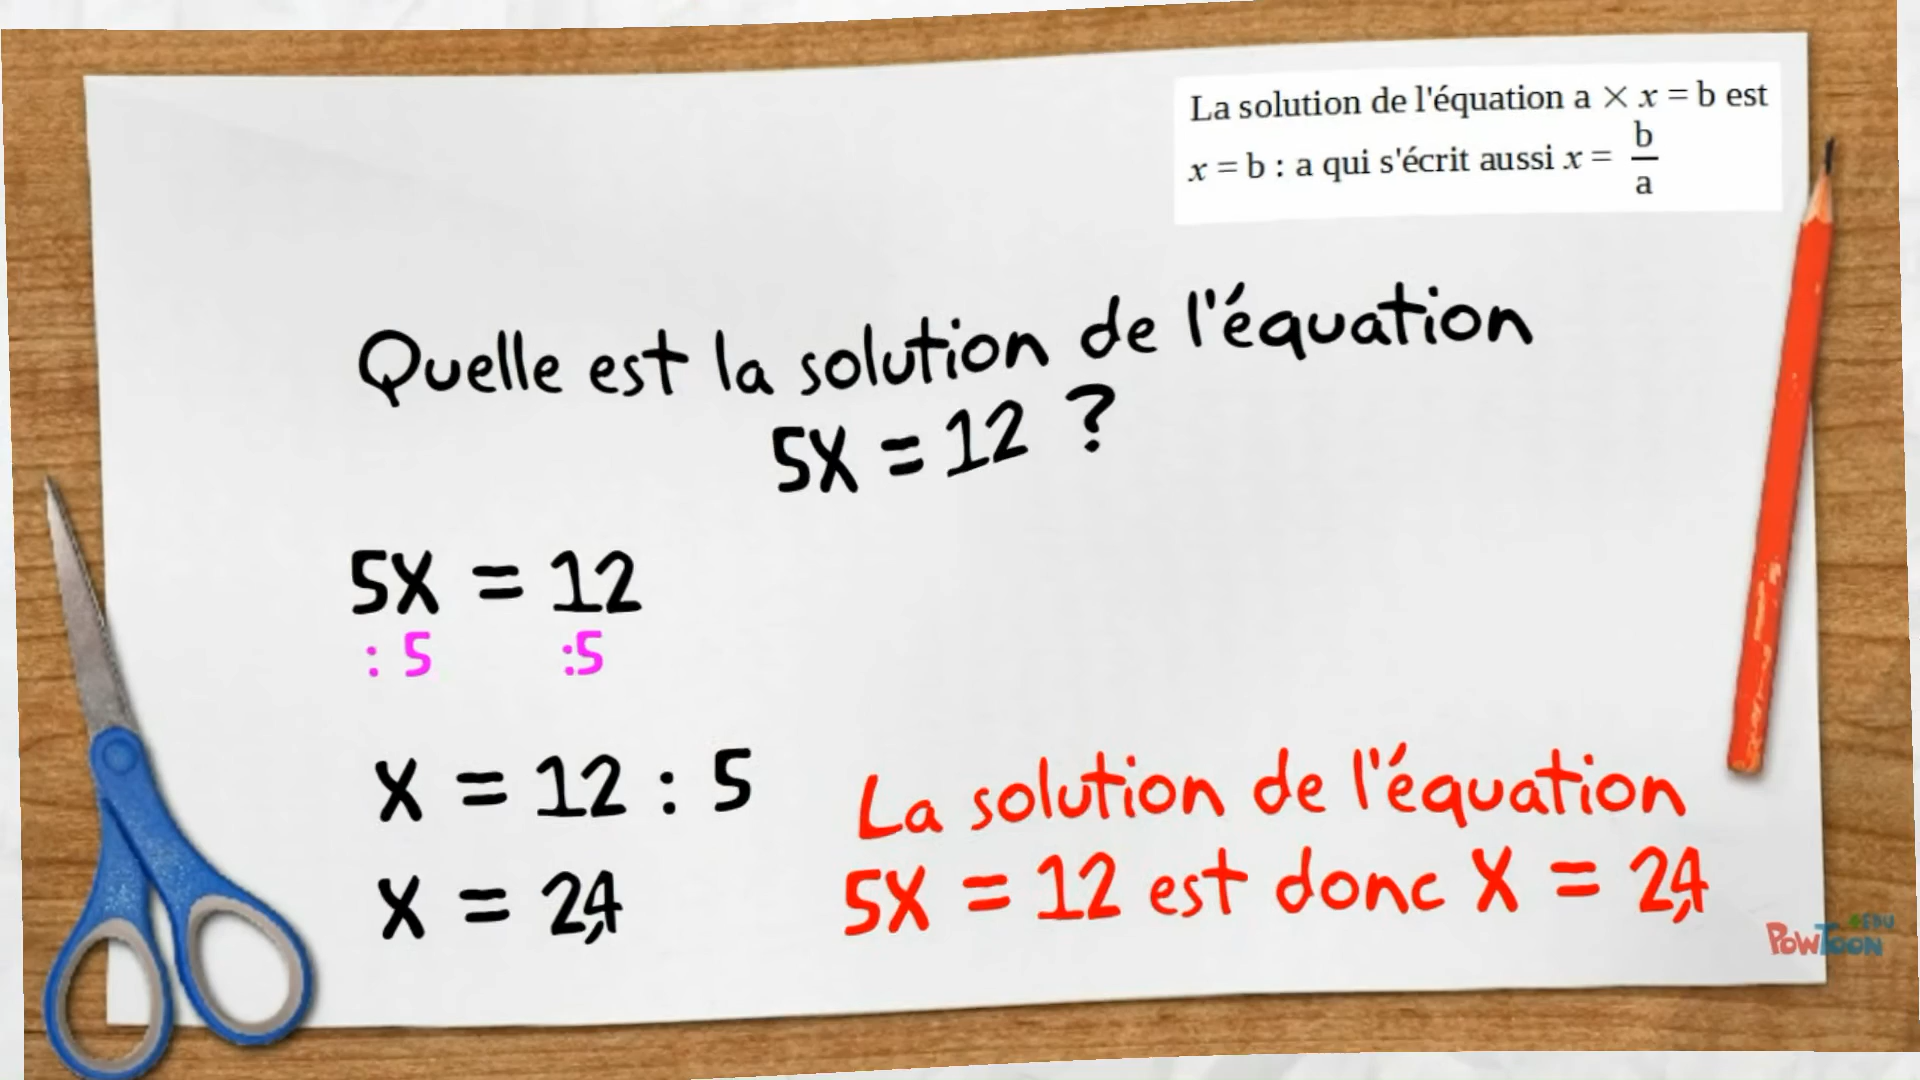 La solution de l'équation a × x = b est
x = b : a qui s'écrit aussi x = b/a
Quelle est la solution de l'équation
5X = 12 ?
5X = 12
: 5 :5
X = 12 : 5
X = 2,4
La solution de l'équation
5X = 12 est donc X = 2,4
+EDU
POWTOON